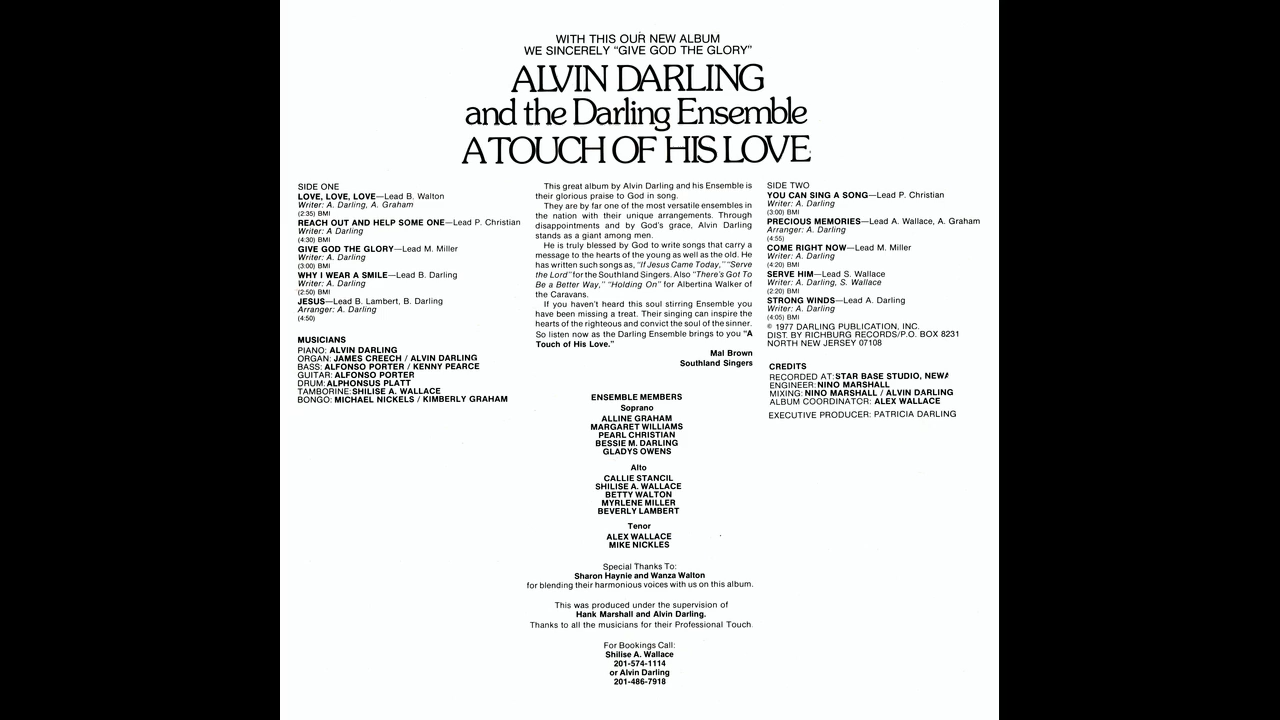 WITH THIS OUR NEW ALBUM
WE SINCERELY "GIVE GOD THE GLORY"
ALVIN DARLING
and the Darling Ensemble
A TOUCH OF HIS LOVE
SIDE ONE
LOVE, LOVE, LOVE—Lead B. Walton
Writer: A. Darling, A. Graham
(2:35) BMI
REACH OUT AND HELP SOME ONE—Lead P. Christian
Writer: A Darling
(4:30) BMI
GIVE GOD THE GLORY—Lead M. Miller
Writer: A. Darling
(3:00) BMI
WHY I WEAR A SMILE—Lead B. Darling
Writer: A. Darling
(2:50) BMI
JESUS—Lead B. Lambert, B. Darling
Arranger: A. Darling
(4:50)
MUSICIANS
PIANO: ALVIN DARLING
ORGAN: JAMES CREECH / ALVIN DARLING
BASS: ALFONSO PORTER / KENNY PEARCE
GUITAR: ALFONSO PORTER
DRUM: ALPHONSUS PLATT
TAMBORINE: SHILISE A. WALLACE
BONGO: MICHAEL NICKELS / KIMBERLY GRAHAM
This great album by Alvin Darling and his Ensemble is
their glorious praise to God in song.
They are by far one of the most versatile ensembles in
the nation with their unique arrangements. Through
disappointments and by God's grace, Alvin Darling
stands as a giant among men.
He is truly blessed by God to write songs that carry a
message to the hearts of the young as well as the old. He
has written such songs as, "If Jesus Came Today," "Serve
the Lord" for the Southland Singers. Also "There's Got To
Be a Better Way," "Holding On" for Albertina Walker of
the Caravans.
If you haven't heard this soul stirring Ensemble you
have been missing a treat. Their singing can inspire the
hearts of the righteous and convict the soul of the sinner.
So listen now as the Darling Ensemble brings to you "A
Touch of His Love."
Mal Brown
Southland Singers
ENSEMBLE MEMBERS
Soprano
ALLINE GRAHAM
MARGARET WILLIAMS
PEARL CHRISTIAN
BESSIE M. DARLING
GLADYS OWENS
Alto
CALLIE STANCIL
SHILISE A. WALLACE
BETTY WALTON
MYRLENE MILLER
BEVERLY LAMBERT
Tenor
ALEX WALLACE
MIKE NICKLES
Special Thanks To:
Sharon Haynie and Wanza Walton
for blending their harmonious voices with us on this album.
This was produced under the supervision of
Hank Marshall and Alvin Darling.
Thanks to all the musicians for their Professional Touch.
For Bookings Call:
Shilise A. Wallace
201-574-1114
or Alvin Darling
201-486-7918
SIDE TWO
YOU CAN SING A SONG—Lead P. Christian
Writer: A. Darling
(3:00) BMI
PRECIOUS MEMORIES—Lead A. Wallace, A. Graham
Arranger: A. Darling
(4:55)
COME RIGHT NOW—Lead M. Miller
Writer: A. Darling
(4:20) BMI
SERVE HIM—Lead S. Wallace
Writer: A. Darling, S. Wallace
(2:20) BMI
STRONG WINDS—Lead A. Darling
Writer: A. Darling
(4:05) BMI
© 1977 DARLING PUBLICATION, INC.
DIST. BY RICHBURG RECORDS/P.O. BOX 8231
NORTH NEW JERSEY 07108
CREDITS
RECORDED AT: STAR BASE STUDIO, NEWA
ENGINEER: NINO MARSHALL
MIXING: NINO MARSHALL / ALVIN DARLING
ALBUM COORDINATOR: ALEX WALLACE
EXECUTIVE PRODUCER: PATRICIA DARLING